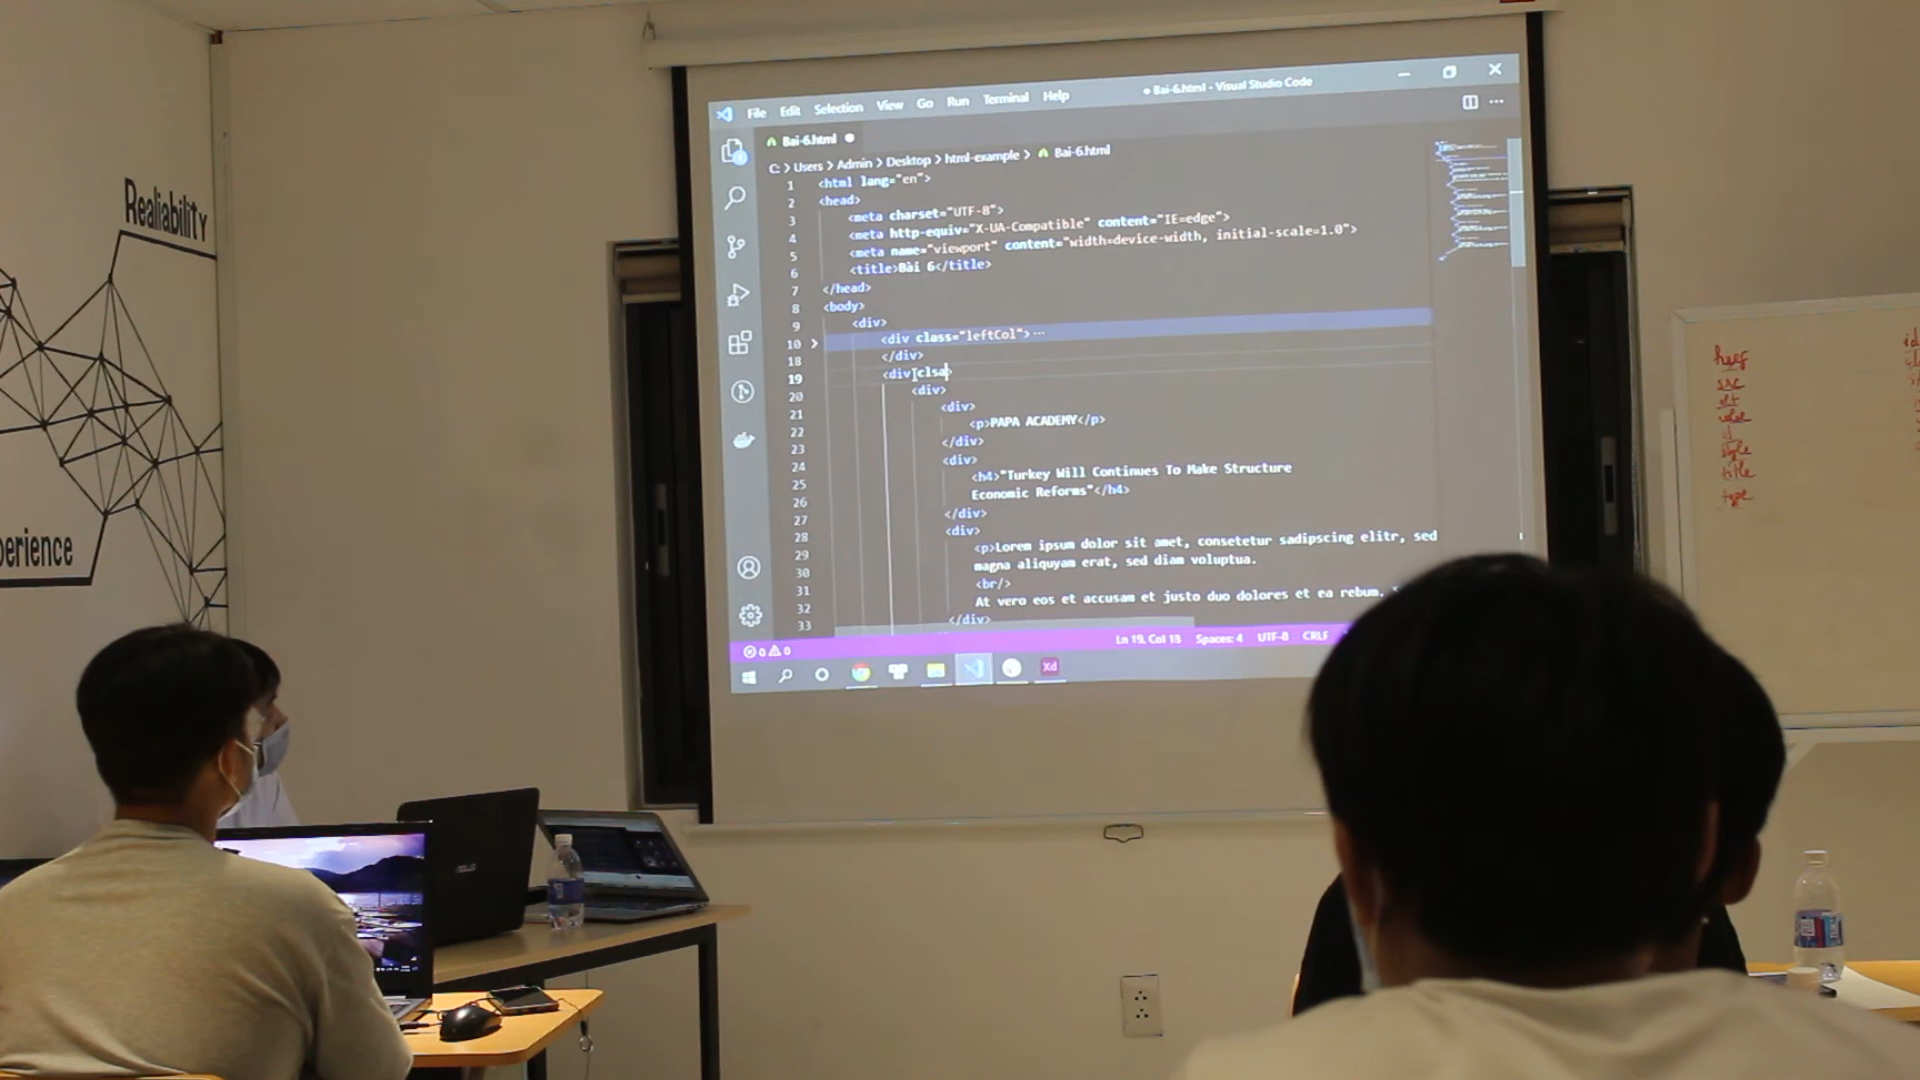 Realiability
perience
File Edit Selection View Go Run Terminal Help
● Bai-6.html - Visual Studio Code
Bai-6.html ●
C: > Users > Admin > Desktop > html-example > Bai-6.html
1 <html lang="en">
2 <head>
3 <meta charset="UTF-8">
4 <meta http-equiv="X-UA-Compatible" content="IE=edge">
5 <meta name="viewport" content="width=device-width, initial-scale=1.0">
6 <title>Bài 6</title>
7 </head>
8 <body>
9 <div>
10 <div class="leftCol">...
18 </div>
19 <div clsa>
20 <div>
21 <div>
22 <p>PAPA ACADEMY</p>
23 </div>
24 <div>
25 <h4>"Turkey Will Continues To Make Structure
26 Economic Reforms"</h4>
27 </div>
28 <div>
29 <p>Lorem ipsum dolor sit amet, consetetur sadipscing elitr, sed
30 magna aliquyam erat, sed diam voluptua.
31 <br/>
32 At vero eos et accusam et justo duo dolores et ea rebum.
33 </div>
0 0
Ln 19, Col 18 Spaces: 4 UTF-8 CRLF
Xd
href
src
alt
value
id
style
title
type
ASUS